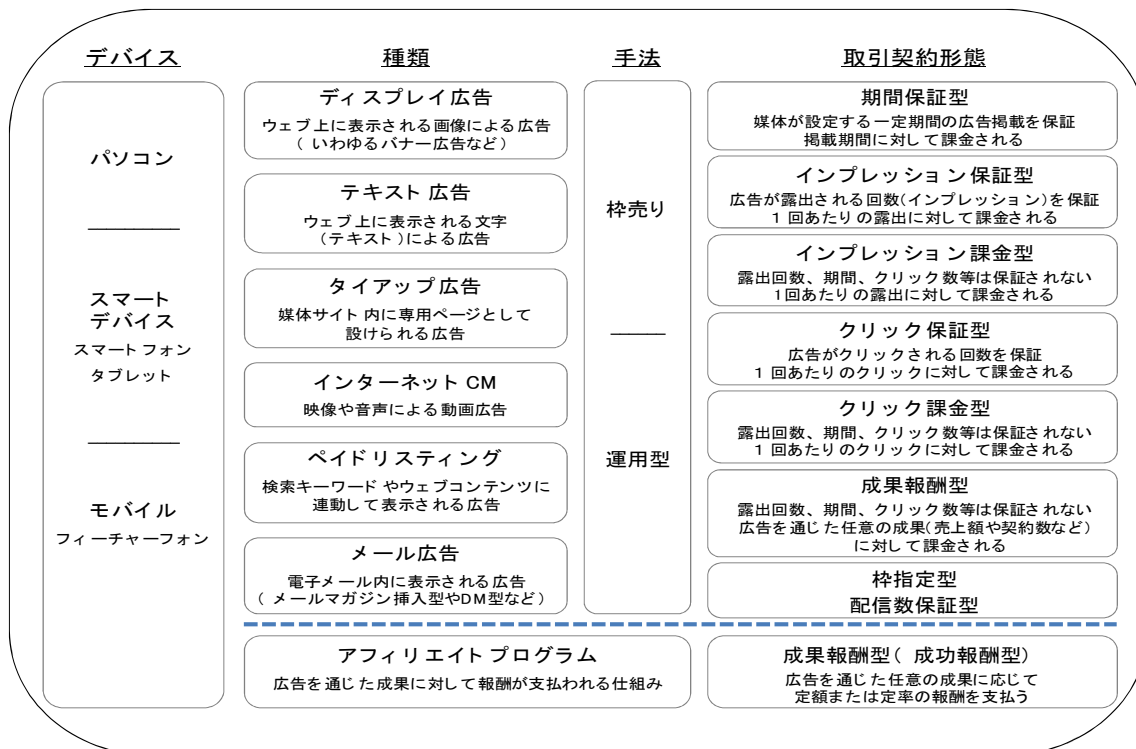 デバイス
種類
手法
取引契約形態
パソコン
スマート
デバイス
スマートフォン
タブレット
モバイル
フィーチャーフォン
ディスプレイ広告
ウェブ上に表示される画像による広告
(いわゆるバナー広告など)
テキスト広告
ウェブ上に表示される文字
(テキスト)による広告
タイアップ広告
媒体サイト内に専用ページとして
設けられる広告
インターネットCM
映像や音声による動画広告
ペイドリスティング
検索キーワードやウェブコンテンツに
連動して表示される広告
メール広告
電子メール内に表示される広告
(メールマガジン挿入型やDM型など)
枠売り
運用型
期間保証型
媒体が設定する一定期間の広告掲載を保証
掲載期間に対して課金される
インプレッション保証型
広告が露出される回数(インプレッション)を保証
1回あたりの露出に対して課金される
インプレッション課金型
露出回数、期間、クリック数等は保証されない
1回あたりの露出に対して課金される
クリック保証型
広告がクリックされる回数を保証
1回あたりのクリックに対して課金される
クリック課金型
露出回数、期間、クリック数等は保証されない
1回あたりのクリックに対して課金される
成果報酬型
露出回数、期間、クリック数等は保証されない
広告を通じた任意の成果(売上額や契約数など)
に対して課金される
枠指定型
配信数保証型
アフィリエイトプログラム
広告を通じた成果に対して報酬が支払われる仕組み
成果報酬型(成功報酬型)
広告を通じた任意の成果に応じて
定額または定率の報酬を支払う